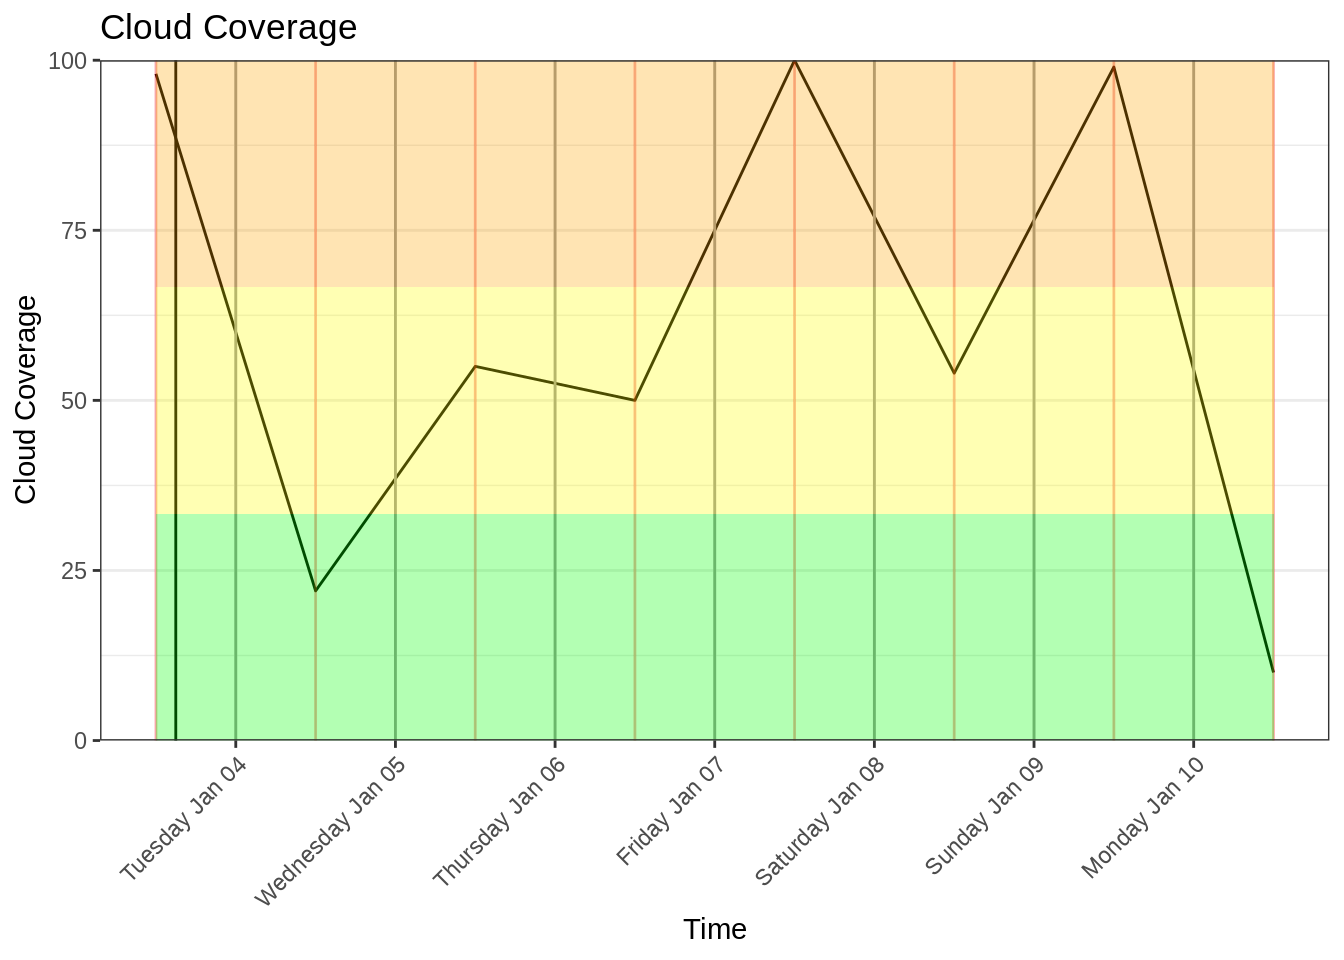 Cloud Coverage
100
75
50
25
0
Cloud Coverage
Tuesday Jan 04
Wednesday Jan 05
Thursday Jan 06
Friday Jan 07
Saturday Jan 08
Sunday Jan 09
Monday Jan 10
Time